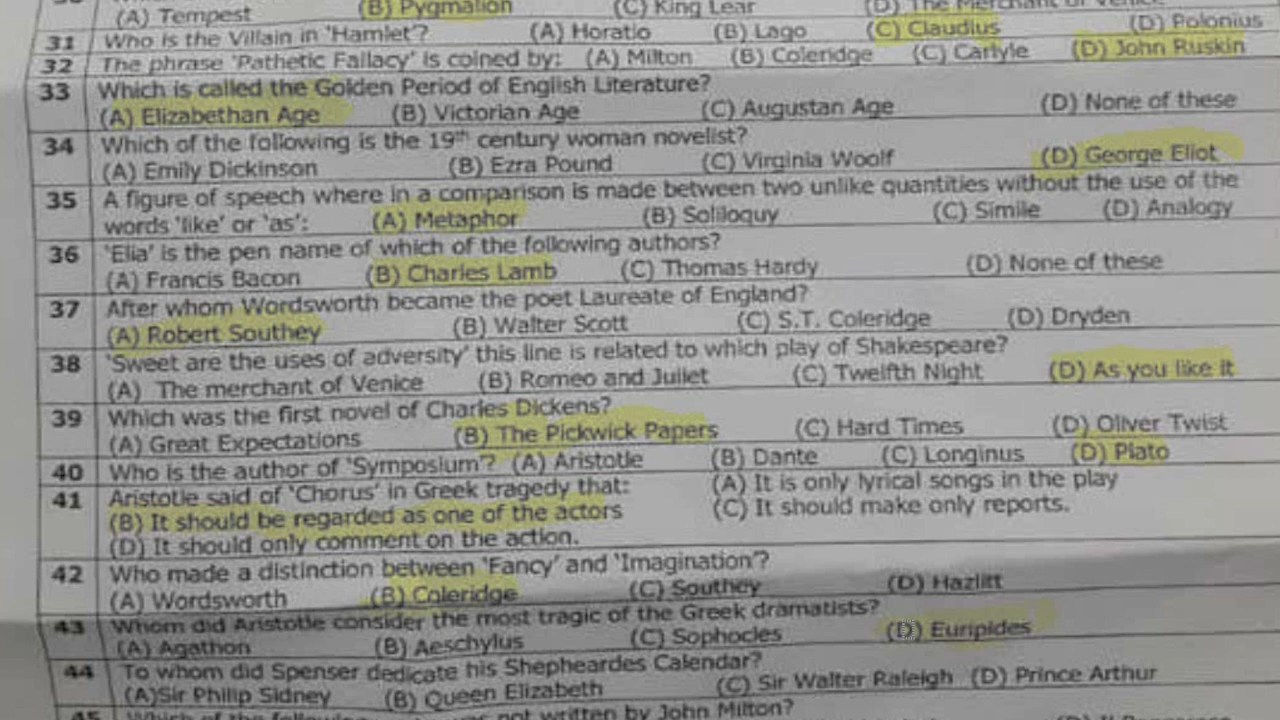 (A) Tempest (B) Pygmalion (C) King Lear (D) The Merchant of Venice
31 Who is the Villain in 'Hamlet'? (A) Horatio (B) Lago (C) Claudius (D) Polonius
32 The phrase 'Pathetic Fallacy' is coined by: (A) Milton (B) Coleridge (C) Carlyle (D) John Ruskin
33 Which is called the Golden Period of English Literature?
(A) Elizabethan Age (B) Victorian Age (C) Augustan Age (D) None of these
34 Which of the following is the 19th century woman novelist?
(A) Emily Dickinson (B) Ezra Pound (C) Virginia Woolf (D) George Eliot
35 A figure of speech where in a comparison is made between two unlike quantities without the use of the
words 'like' or 'as': (A) Metaphor (B) Soliloquy (C) Simile (D) Analogy
36 'Elia' is the pen name of which of the following authors?
(A) Francis Bacon (B) Charles Lamb (C) Thomas Hardy (D) None of these
37 After whom Wordsworth became the poet Laureate of England?
(A) Robert Southey (B) Walter Scott (C) S.T. Coleridge (D) Dryden
38 'Sweet are the uses of adversity' this line is related to which play of Shakespeare?
(A) The merchant of Venice (B) Romeo and Juliet (C) Twelfth Night (D) As you like it
39 Which was the first novel of Charles Dickens?
(A) Great Expectations (B) The Pickwick Papers (C) Hard Times (D) Oliver Twist
40 Who is the author of 'Symposium'? (A) Aristotle (B) Dante (C) Longinus (D) Plato
41 Aristotle said of 'Chorus' in Greek tragedy that: (A) It is only lyrical songs in the play
(B) It should be regarded as one of the actors (C) It should make only reports.
(D) It should only comment on the action.
42 Who made a distinction between 'Fancy' and 'Imagination'?
(A) Wordsworth (B) Coleridge (C) Southey (D) Hazlitt
43 Whom did Aristotle consider the most tragic of the Greek dramatists?
(A) Agathon (B) Aeschylus (C) Sophocles (D) Euripides
44 To whom did Spenser dedicate his Shepheardes Calendar?
(A)Sir Philip Sidney (B) Queen Elizabeth (C) Sir Walter Raleigh (D) Prince Arthur
45 Which of the following not written by John Milton?